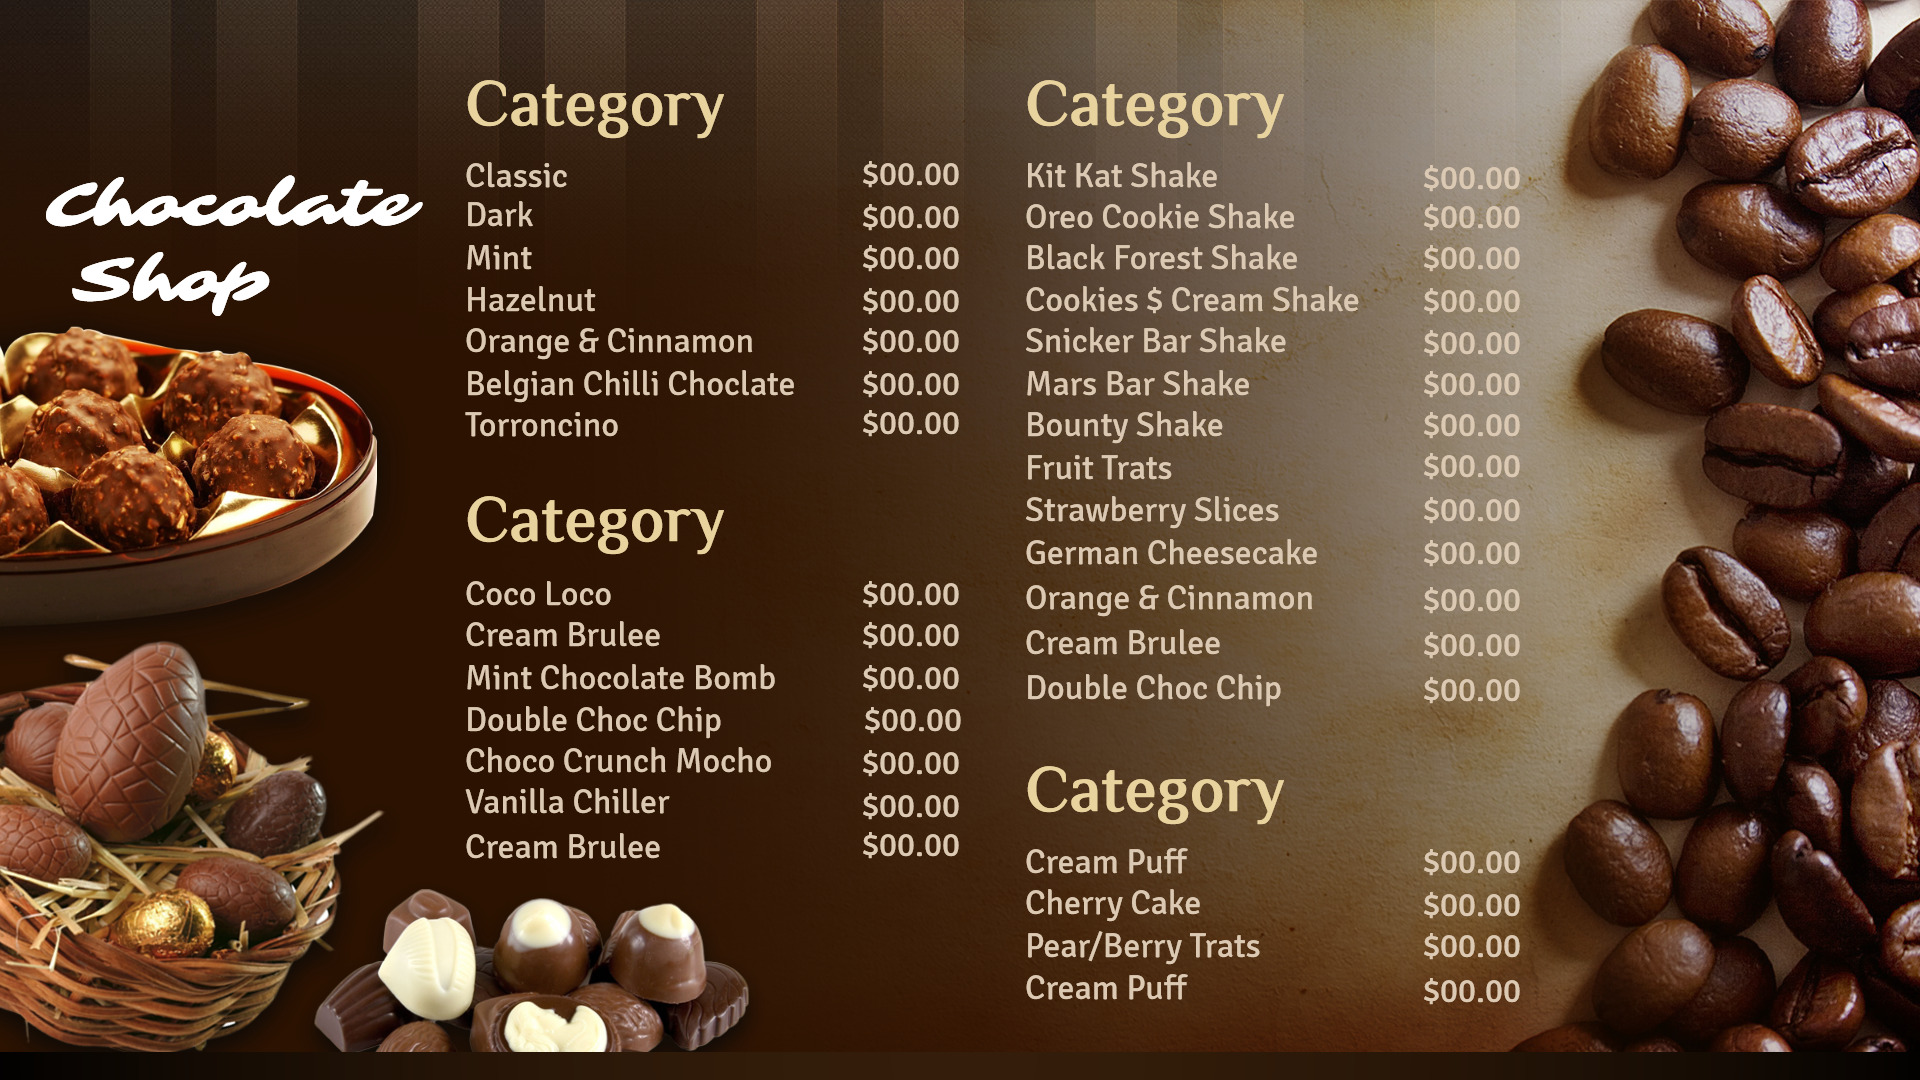 Chocolate
Shop
Category
Classic $00.00
Dark $00.00
Mint $00.00
Hazelnut $00.00
Orange & Cinnamon $00.00
Belgian Chilli Choclate $00.00
Torroncino $00.00
Category
Coco Loco $00.00
Cream Brulee $00.00
Mint Chocolate Bomb $00.00
Double Choc Chip $00.00
Choco Crunch Mocho $00.00
Vanilla Chiller $00.00
Cream Brulee $00.00
Category
Kit Kat Shake $00.00
Oreo Cookie Shake $00.00
Black Forest Shake $00.00
Cookies $ Cream Shake $00.00
Snicker Bar Shake $00.00
Mars Bar Shake $00.00
Bounty Shake $00.00
Fruit Trats $00.00
Strawberry Slices $00.00
German Cheesecake $00.00
Orange & Cinnamon $00.00
Cream Brulee $00.00
Double Choc Chip $00.00
Category
Cream Puff $00.00
Cherry Cake $00.00
Pear/Berry Trats $00.00
Cream Puff $00.00